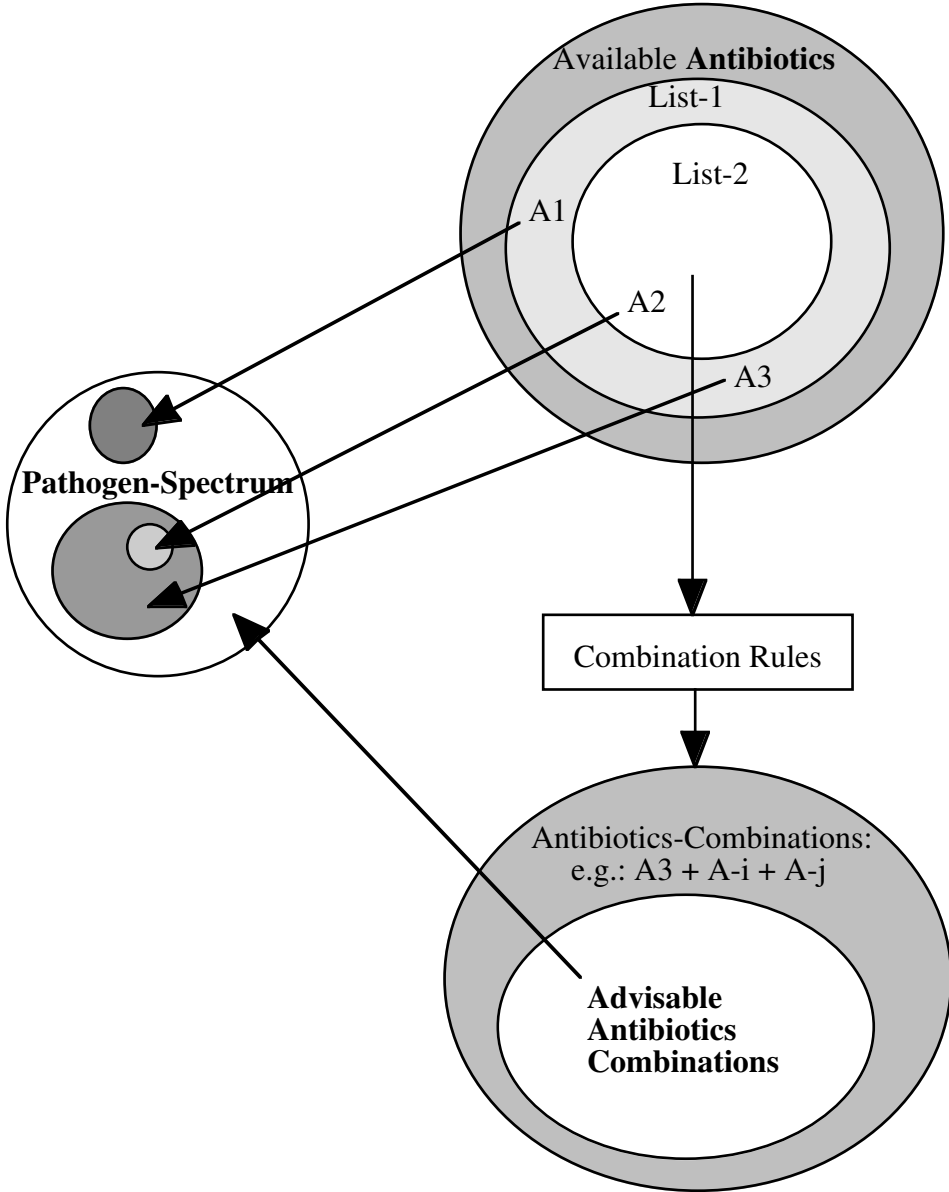 Available Antibiotics
List-1
List-2
A1
A2
A3
Pathogen-Spectrum
Combination Rules
Antibiotics-Combinations:
e.g.: A3 + A-i + A-j
Advisable
Antibiotics
Combinations